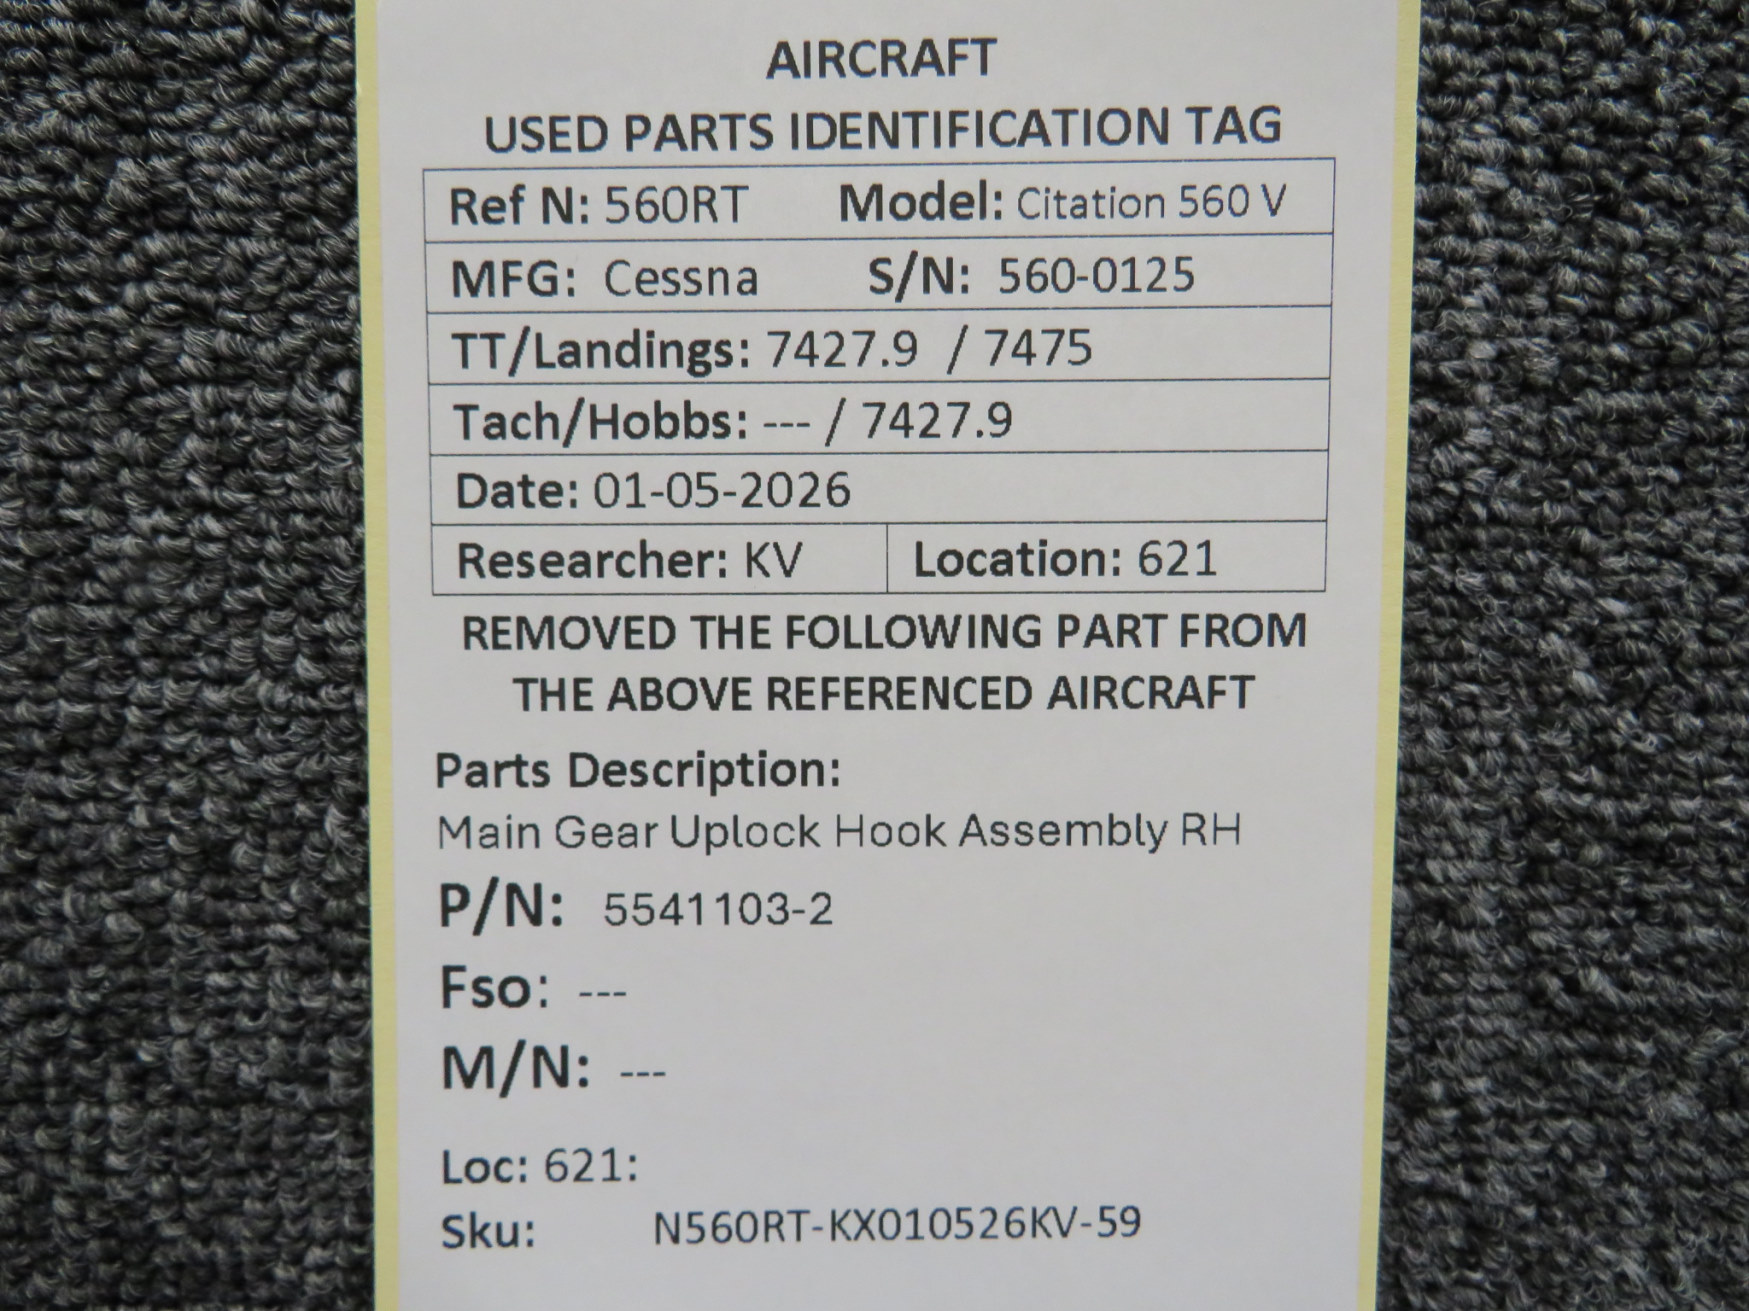 AIRCRAFT
USED PARTS IDENTIFICATION TAG
Ref N: 560RT Model: Citation 560 V
MFG: Cessna S/N: 560-0125
TT/Landings: 7427.9 / 7475
Tach/Hobbs: --- / 7427.9
Date: 01-05-2026
Researcher: KV Location: 621
REMOVED THE FOLLOWING PART FROM
THE ABOVE REFERENCED AIRCRAFT
Parts Description:
Main Gear Uplock Hook Assembly RH
P/N: 5541103-2
Fso: ---
M/N: ---
Loc: 621:
Sku: N560RT-KX010526KV-59